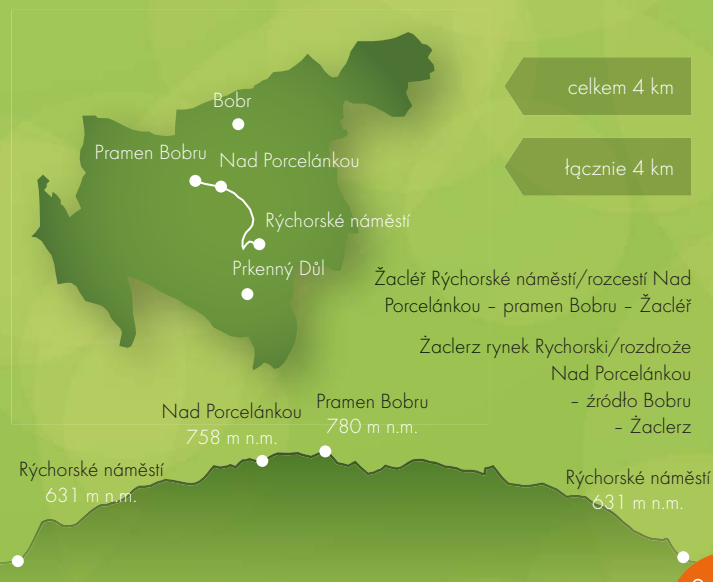 Bobr
celkem 4 km
Pramen Bobru
Nad Porcelánkou
łącznie 4 km
Rýchorské náměstí
Prkenný Důl
Žacléř Rýchorské náměstí/rozcestí Nad
Porcelánkou – pramen Bobru – Žacléř
Żaclerz rynek Rychorski/rozdroże
Nad Porcelánkou
– źródło Bobru
– Żaclerz
Nad Porcelánkou
758 m n.m.
Pramen Bobru
780 m n.m.
Rýchorské náměstí
631 m n.m.
Rýchorské náměstí
631 m n.m.